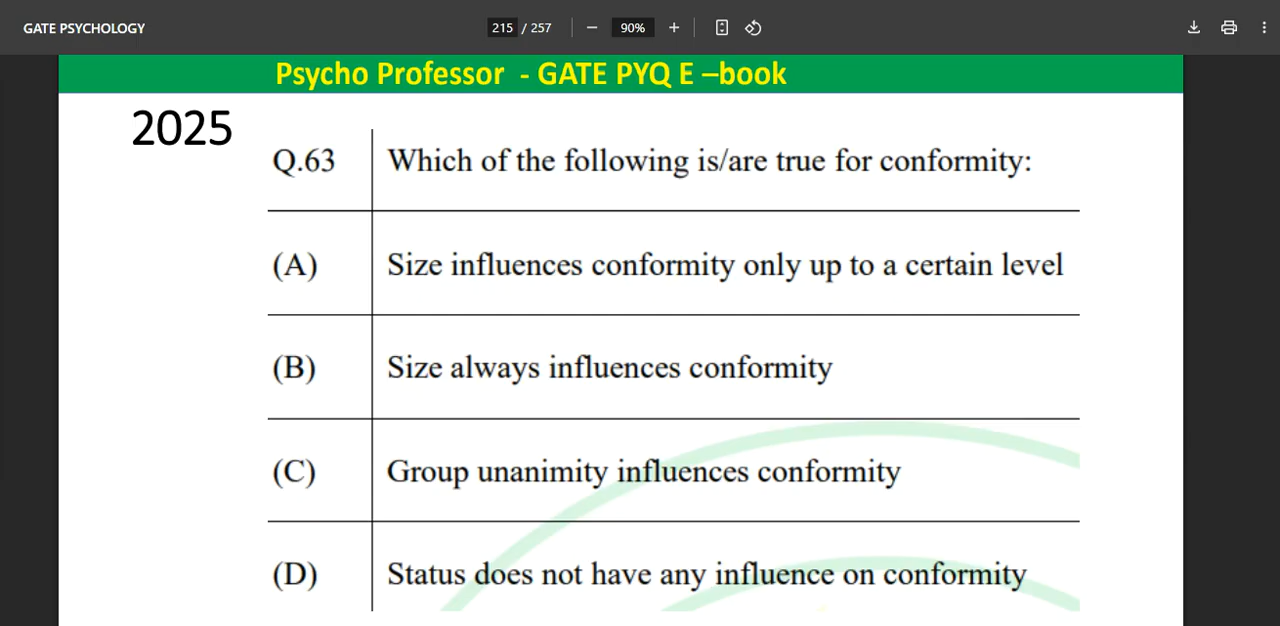 GATE PSYCHOLOGY 215 / 257 90%
Psycho Professor - GATE PYQ E –book
2025
Q.63 Which of the following is/are true for conformity:
(A) Size influences conformity only up to a certain level
(B) Size always influences conformity
(C) Group unanimity influences conformity
(D) Status does not have any influence on conformity